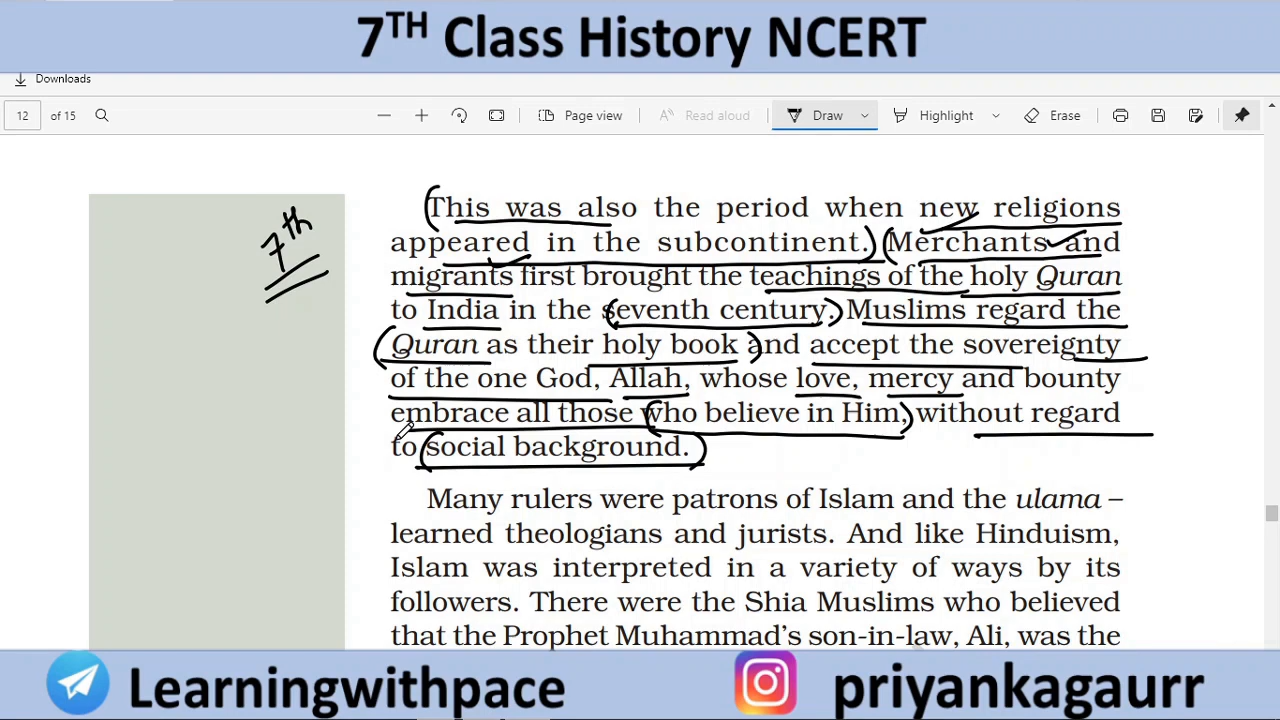 7TH Class History NCERT
Downloads
12 of 15 Page view Read aloud Draw Highlight Erase
7th
This was also the period when new religions
appeared in the subcontinent. Merchants and
migrants first brought the teachings of the holy Quran
to India in the seventh century. Muslims regard the
Quran as their holy book and accept the sovereignty
of the one God, Allah, whose love, mercy and bounty
embrace all those who believe in Him, without regard
to social background.
Many rulers were patrons of Islam and the ulama –
learned theologians and jurists. And like Hinduism,
Islam was interpreted in a variety of ways by its
followers. There were the Shia Muslims who believed
that the Prophet Muhammad's son-in-law, Ali, was the
Learningwithpace priyankagaurr